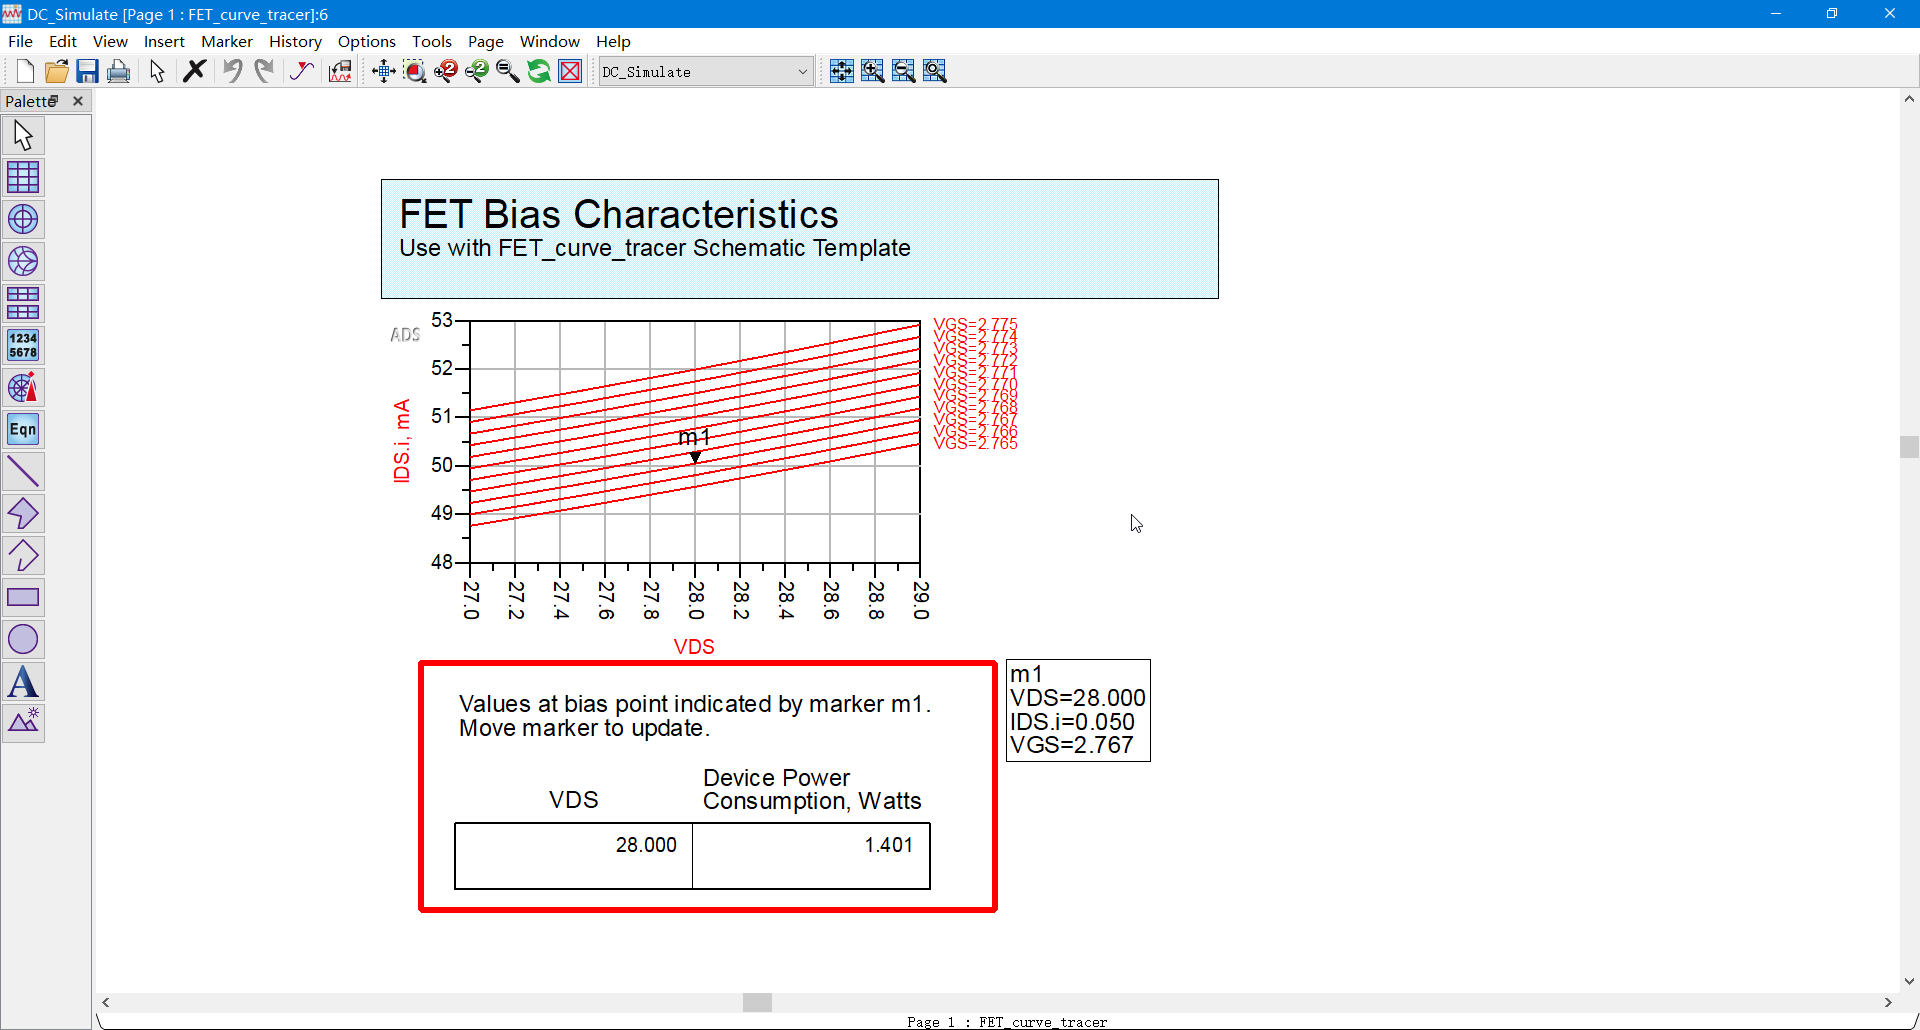 DC_Simulate [Page 1 : FET_curve_tracer]:6
File Edit View Insert Marker History Options Tools Page Window Help
2 2 DC_Simulate
Palette
FET Bias Characteristics
Use with FET_curve_tracer Schematic Template
ADS
53
52
51
50
49
48
IDS.i, mA
m1
VGS=2.775
VGS=2.774
VGS=2.773
VGS=2.772
VGS=2.771
VGS=2.770
VGS=2.769
VGS=2.768
VGS=2.767
VGS=2.766
VGS=2.765
27.0 27.2 27.4 27.6 27.8 28.0 28.2 28.4 28.6 28.8 29.0
VDS
1234
5678
Eqn
A
Values at bias point indicated by marker m1.
Move marker to update.
VDS
Device Power
Consumption, Watts
28.000 1.401
m1
VDS=28.000
IDS.i=0.050
VGS=2.767
Page 1 : FET_curve_tracer